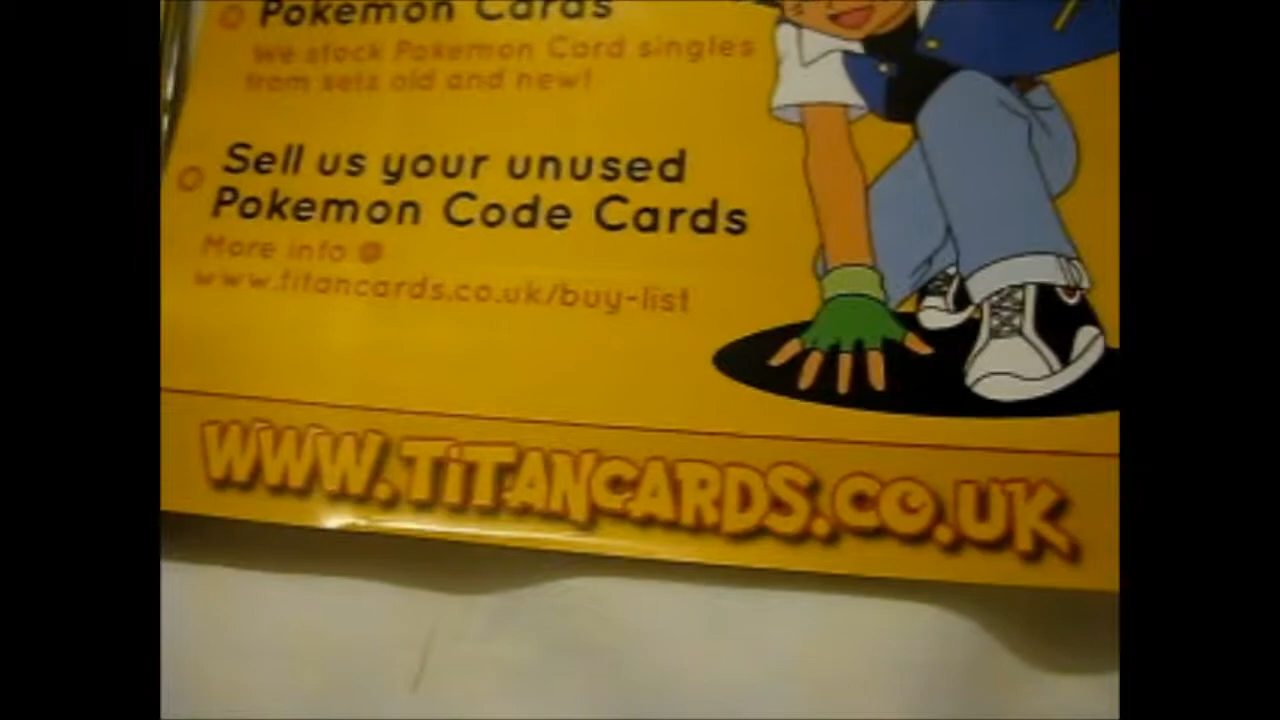 Pokemon Cards
We stock Pokemon Card singles
from sets old and new!
Sell us your unused
Pokemon Code Cards
More info @
www.titancards.co.uk/buy-list
WWW.TiTANCARDS.CO.UK